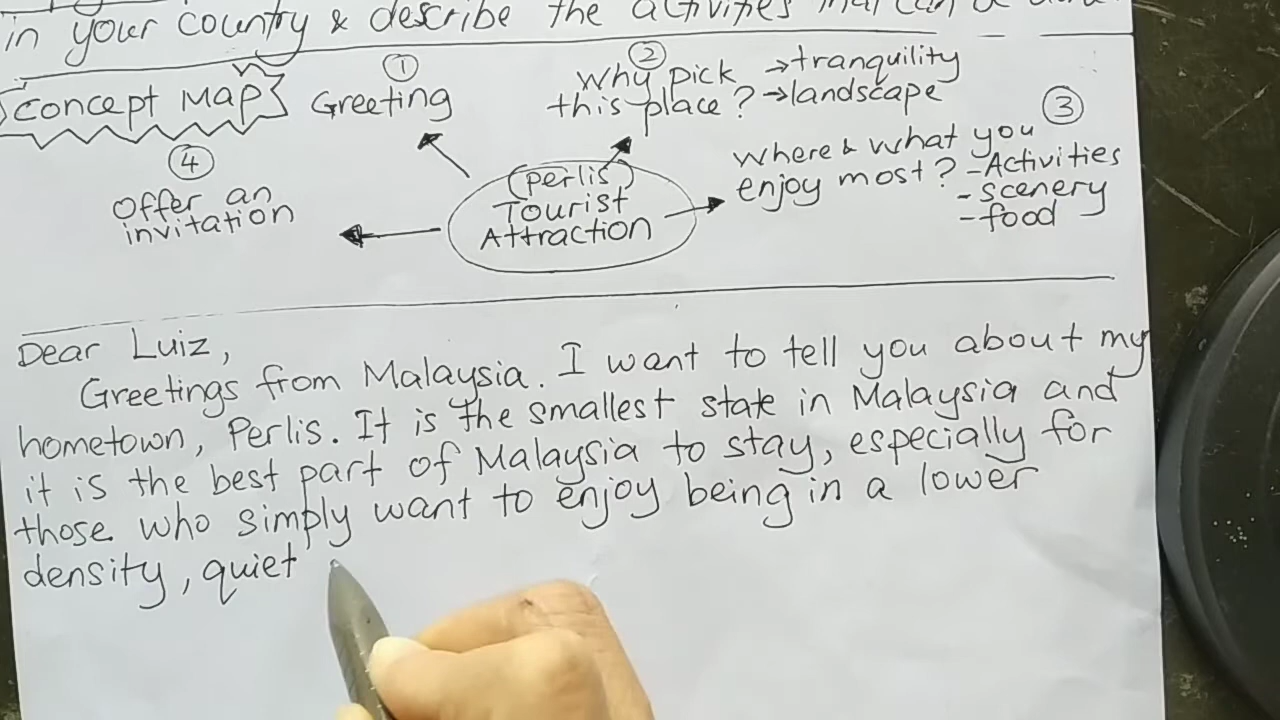 in your country & describe the activities that can
Concept Map
①
Greeting
②
Why pick
this place?
→tranquility
→landscape
③
Where & what you
enjoy most?
-Activities
-scenery
-food
④
Offer an
invitation
(perlis)
Tourist
Attraction
Dear Luiz,
Greetings from Malaysia. I want to tell you about my
hometown, Perlis. It is the smallest state in Malaysia and
it is the best part of Malaysia to stay, especially for
those who simply want to enjoy being in a lower
density, quiet